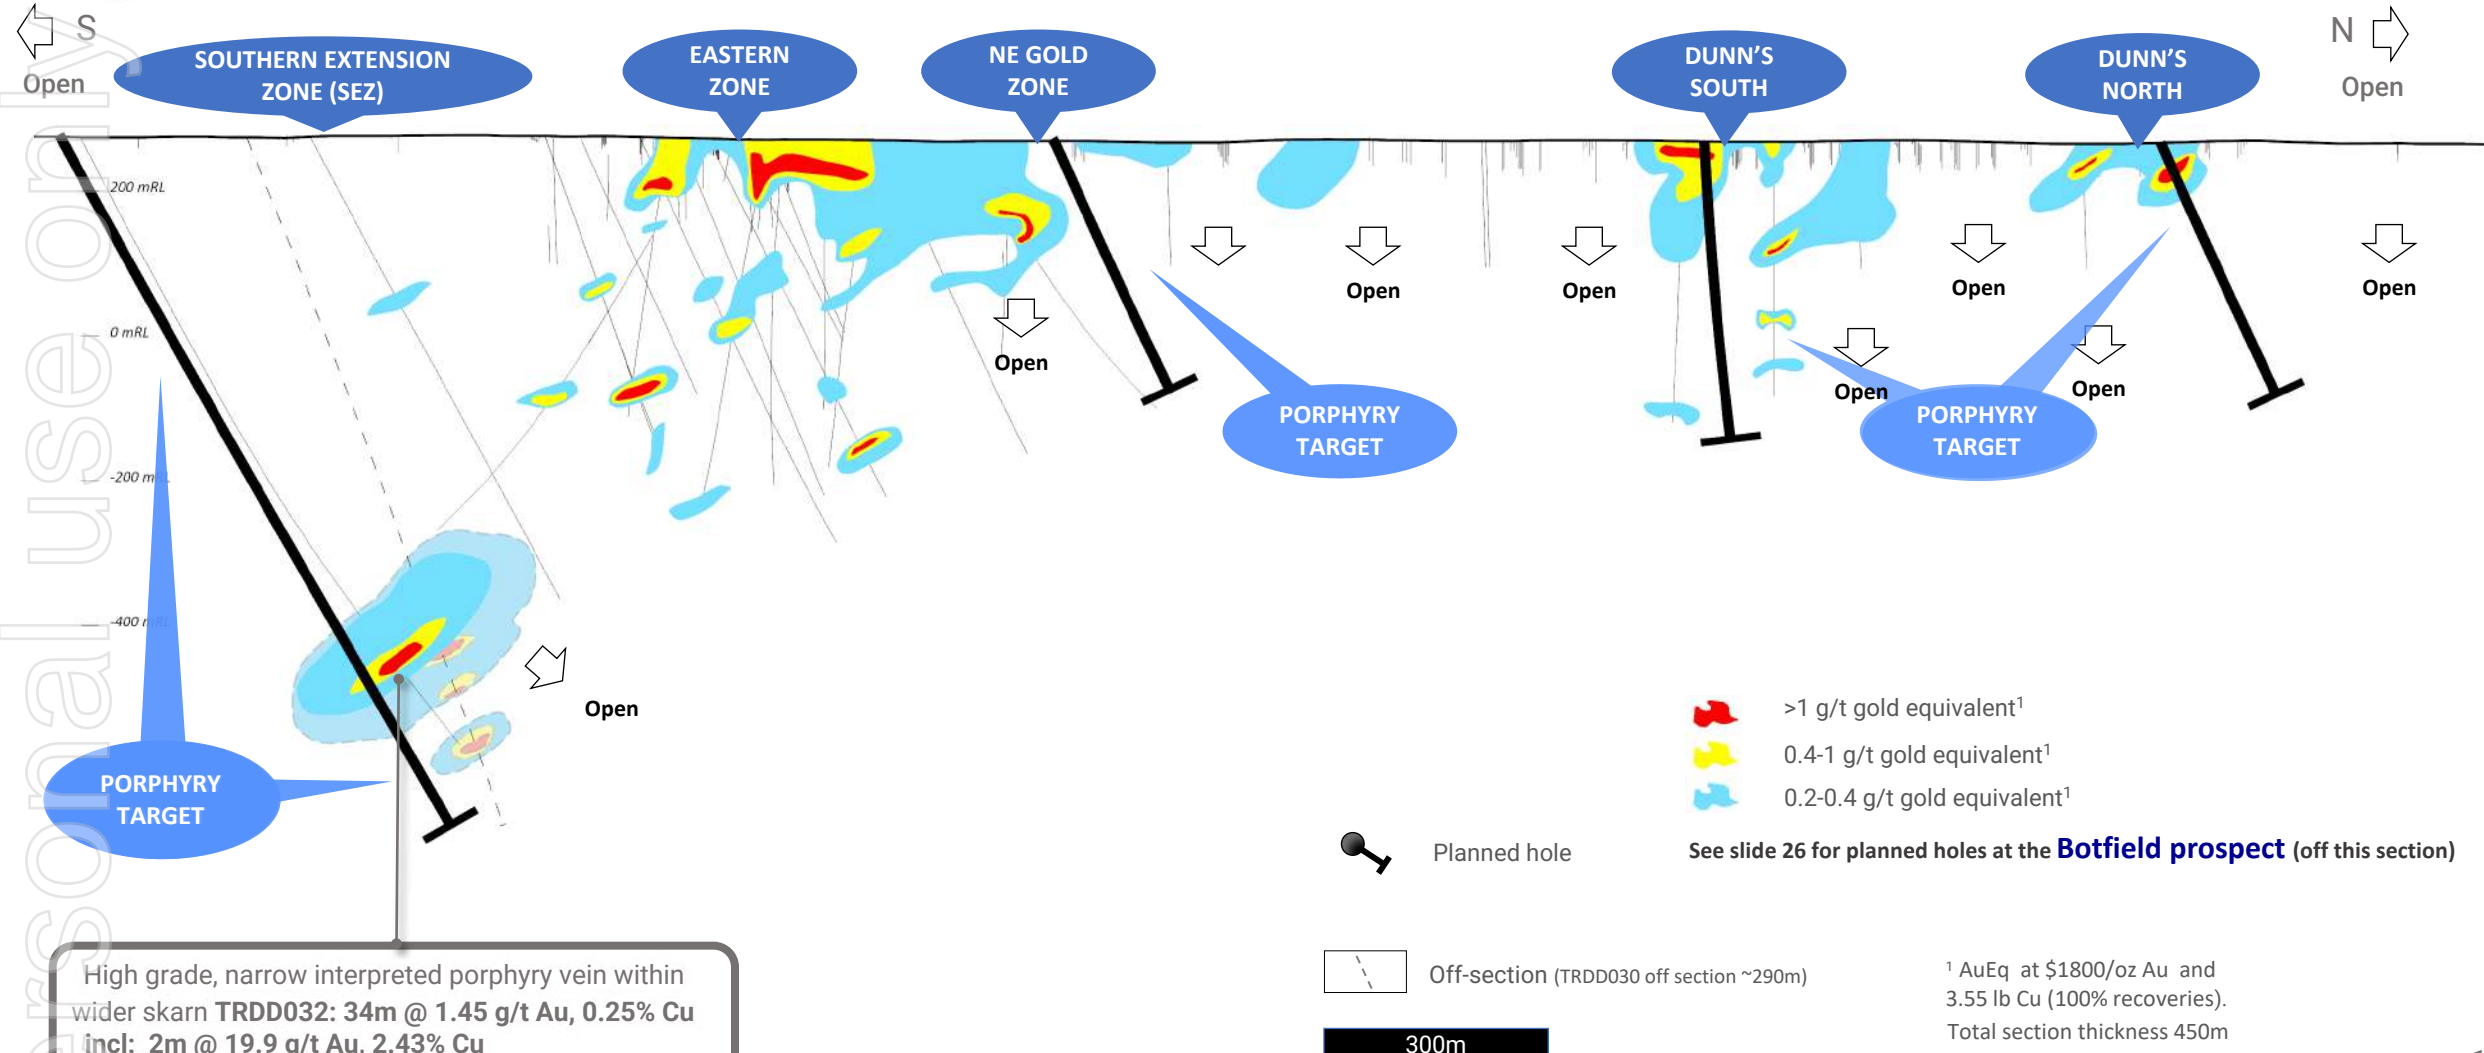 S
Open
SOUTHERN EXTENSION
ZONE (SEZ)
EASTERN
ZONE
NE GOLD
ZONE
DUNN'S
SOUTH
DUNN'S
NORTH
N
Open
200 mRL
0 mRL
-200 m
-400 m
Open
Open
Open
Open
Open
Open
Open
Open
PORPHYRY
TARGET
PORPHYRY
TARGET
Open
PORPHYRY
TARGET
>1 g/t gold equivalent¹
0.4-1 g/t gold equivalent¹
0.2-0.4 g/t gold equivalent¹
Planned hole
See slide 26 for planned holes at the Botfield prospect (off this section)
High grade, narrow interpreted porphyry vein within
wider skarn TRDD032: 34m @ 1.45 g/t Au, 0.25% Cu
incl: 2m @ 19.9 g/t Au, 2.43% Cu
Off-section (TRDD030 off section ~290m)
300m
¹ AuEq at $1800/oz Au and
3.55 lb Cu (100% recoveries).
Total section thickness 450m
ersonal use only